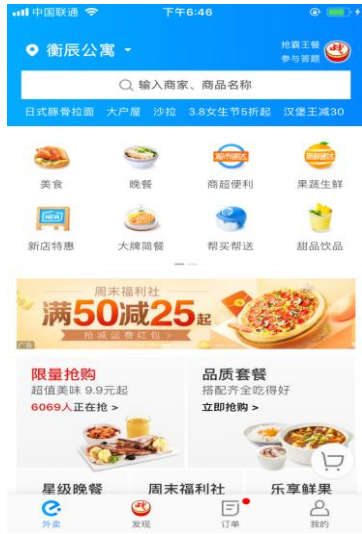 中国联通 下午6:46
衡辰公寓
抢霸王餐
参与答题
输入商家、商品名称
日式豚骨拉面 大户屋 沙拉 3.8女生节5折起 汉堡王减30
美食 晚餐 商超便利 果蔬生鲜
NEW
新店特惠 大牌简餐 帮买帮送 甜品饮品
周末福利社
满50减25起
抢减运费红包>
广告
限量抢购 品质套餐
超值美味 9.9元起 搭配齐全吃得好
6069人正在抢 > 立即抢购 >
星级晚餐 周末福利社 乐享鲜果
外卖 发现 订单 我的